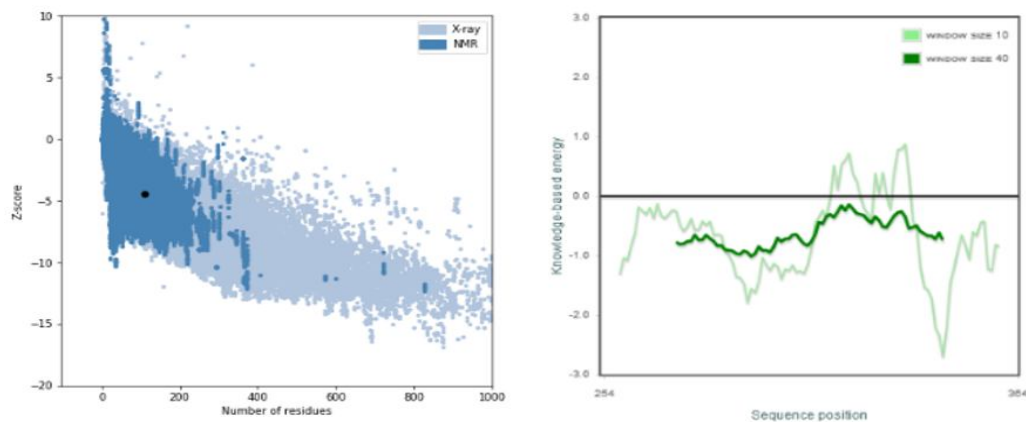 10
5
0
−5
−10
−15
−20
0
200
400
600
800
1000
Z-score
Number of residues
X-ray
NMR
3.0
2.0
1.0
0.0
-1.0
-2.0
-3.0
Knowledge-based energy
WINDOW SIZE 10
WINDOW SIZE 40
254
364
Sequence position